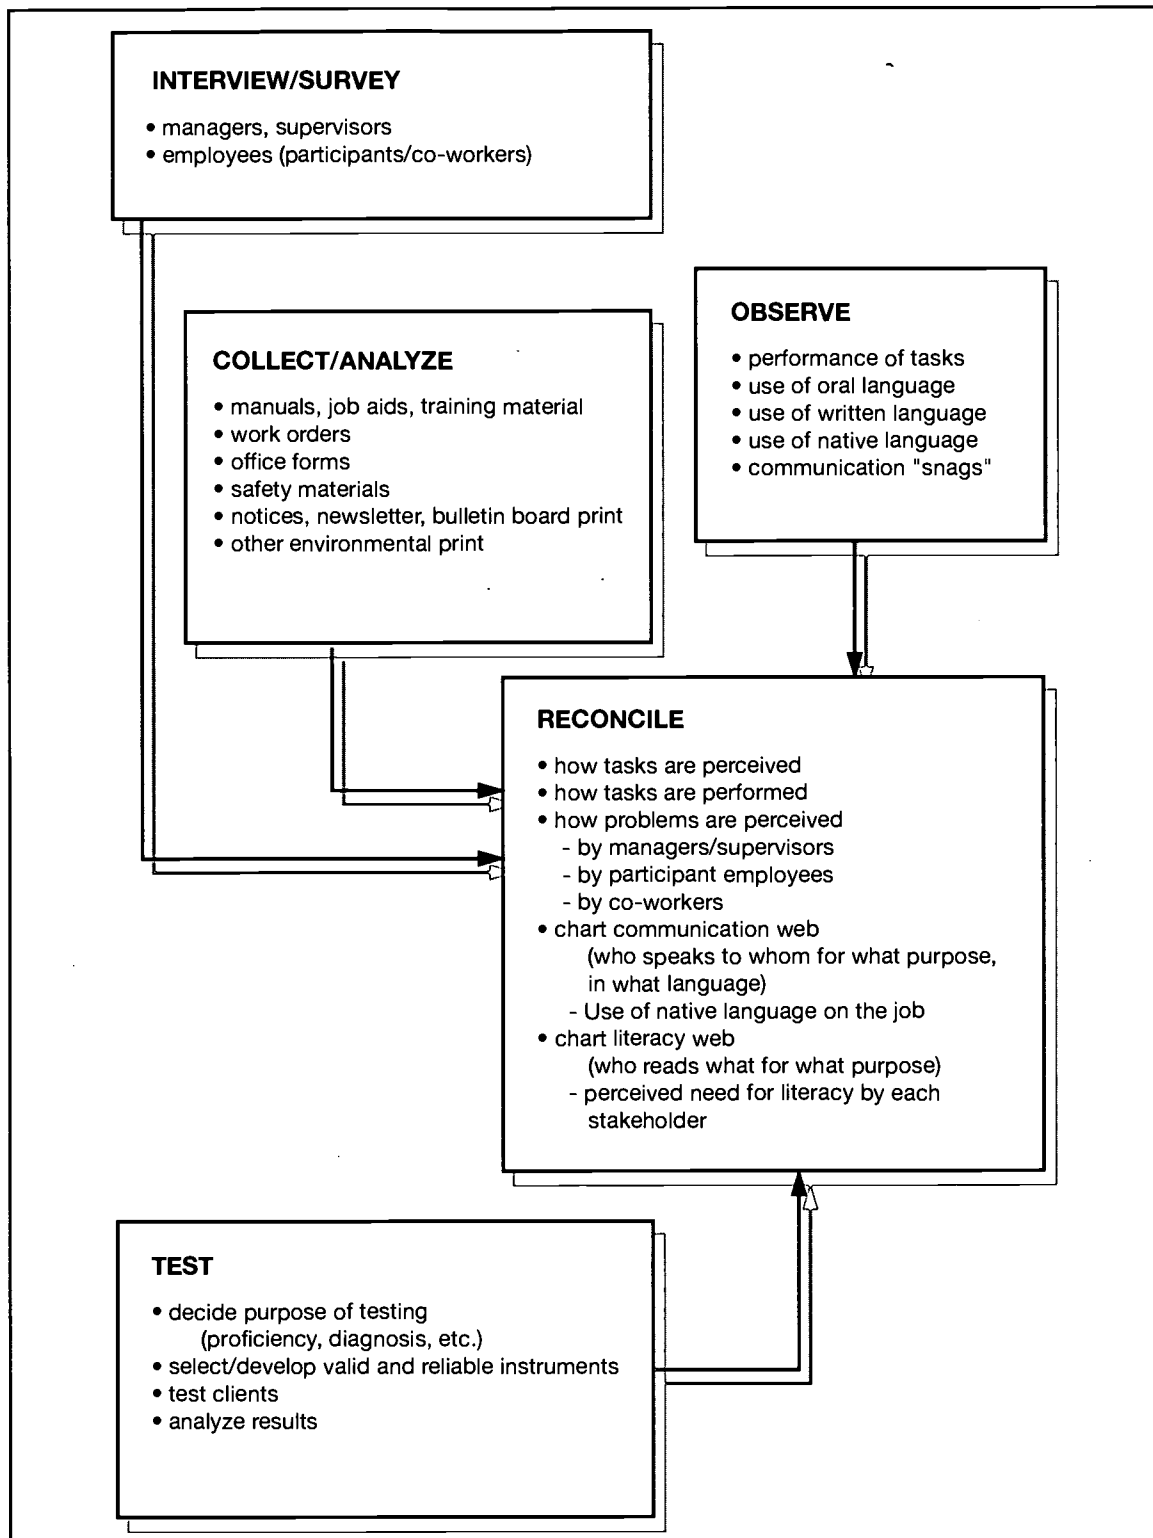 INTERVIEW/SURVEY
• managers, supervisors
• employees (participants/co-workers)
COLLECT/ANALYZE
• manuals, job aids, training material
• work orders
• office forms
• safety materials
• notices, newsletter, bulletin board print
• other environmental print
OBSERVE
• performance of tasks
• use of oral language
• use of written language
• use of native language
• communication "snags"
RECONCILE
• how tasks are perceived
• how tasks are performed
• how problems are perceived
- by managers/supervisors
- by participant employees
- by co-workers
• chart communication web
(who speaks to whom for what purpose,
in what language)
- Use of native language on the job
• chart literacy web
(who reads what for what purpose)
- perceived need for literacy by each
stakeholder
TEST
• decide purpose of testing
(proficiency, diagnosis, etc.)
• select/develop valid and reliable instruments
• test clients
• analyze results